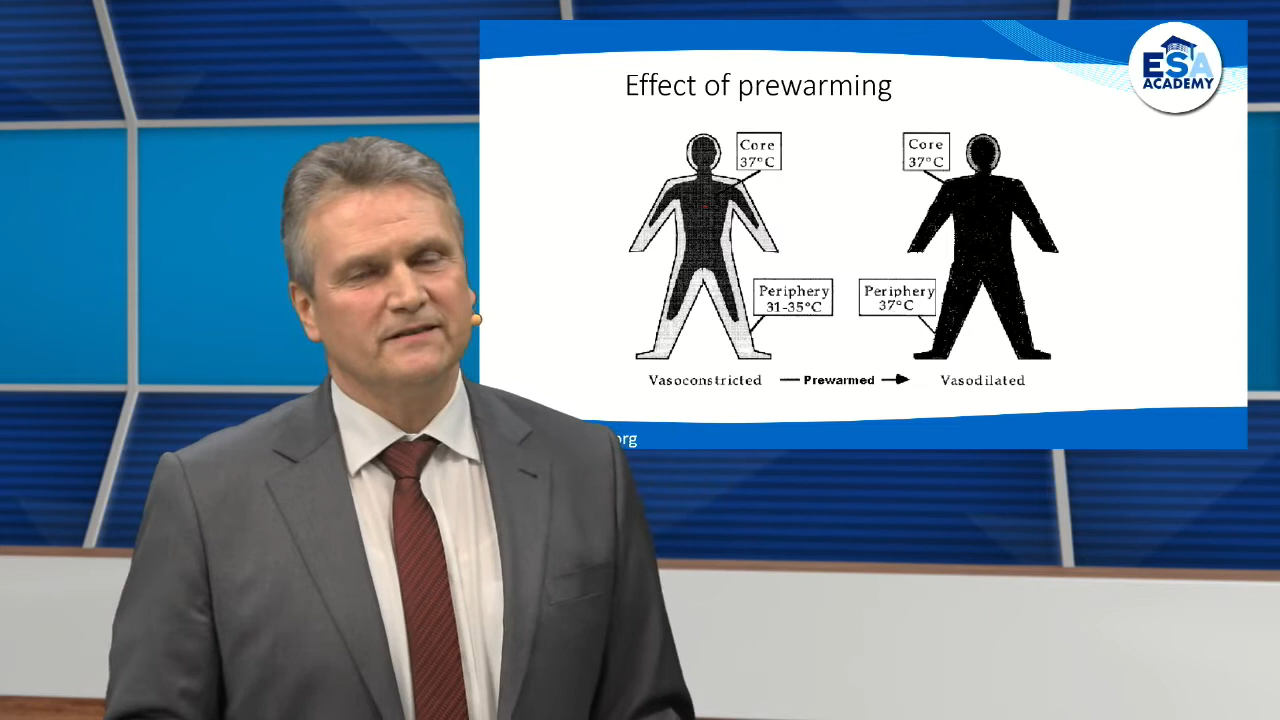 ESA
ACADEMY
Effect of prewarming
Core
37°C
Core
37°C
Periphery
31-35°C
Periphery
37°C
Vasoconstricted
Prewarmed
Vasodilated
org